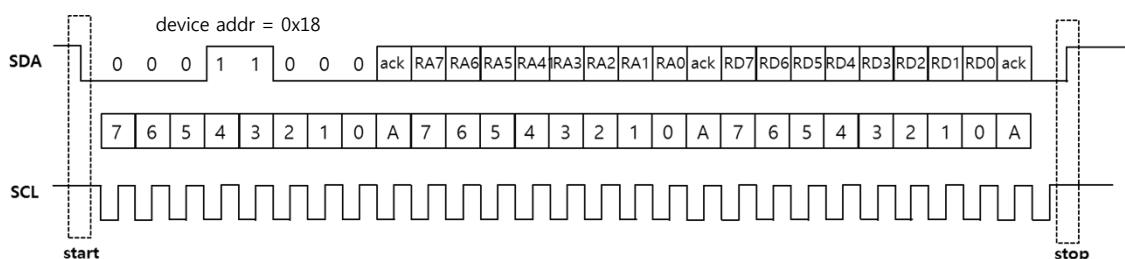 device addr = 0x18
SDA 0 0 0 1 1 0 0 0 ack RA7 RA6 RA5 RA4 RA3 RA2 RA1 RA0 ack RD7 RD6 RD5 RD4 RD3 RD2 RD1 RD0 ack
7 6 5 4 3 2 1 0 A 7 6 5 4 3 2 1 0 A 7 6 5 4 3 2 1 0 A
SCL
start stop